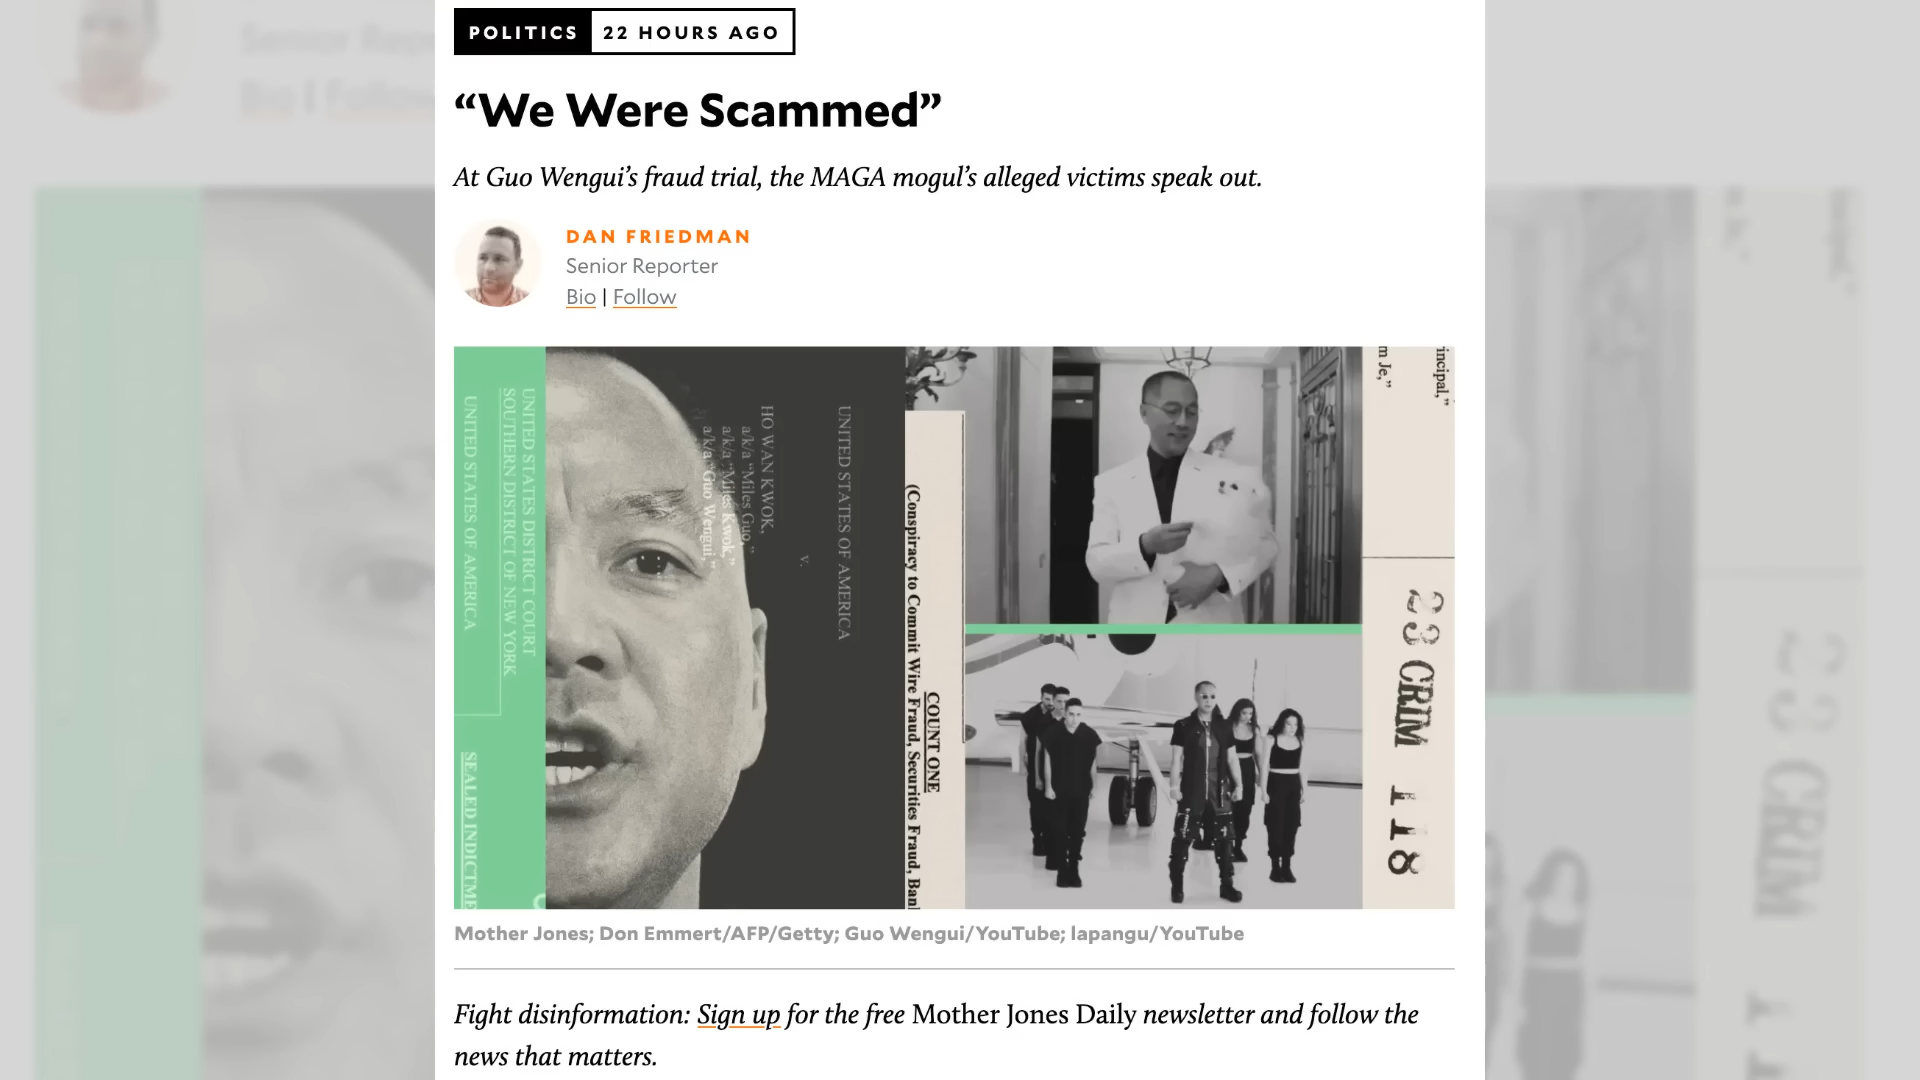 POLITICS 22 HOURS AGO
“We Were Scammed”
At Guo Wengui’s fraud trial, the MAGA mogul’s alleged victims speak out.
DAN FRIEDMAN
Senior Reporter
Bio | Follow
UNITED STATES DISTRICT COURT
SOUTHERN DISTRICT OF NEW YORK
UNITED STATES OF AMERICA
SEALED INDICTME
UNITED STATES OF AMERICA
v.
HO WAN KWOK,
a/k/a “Miles Guo,”
a/k/a “Miles Kwok,”
a/k/a “Guo Wengui,”
COUNT ONE
(Conspiracy to Commit Wire Fraud, Securities Fraud, Ban
incipal,”
m Je,”
23 CRIM 118
Mother Jones; Don Emmert/AFP/Getty; Guo Wengui/YouTube; lapangu/YouTube
Fight disinformation: Sign up for the free Mother Jones Daily newsletter and follow the
news that matters.